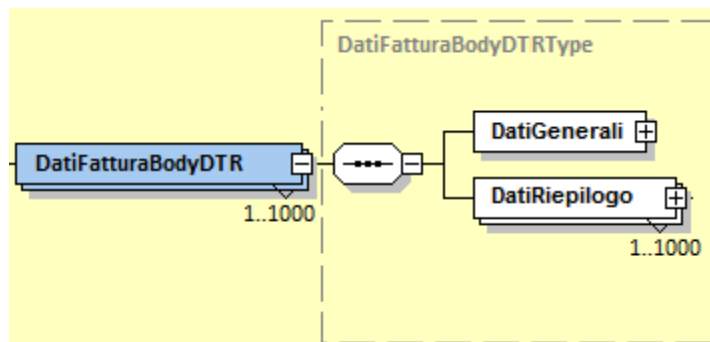 DatiFatturaBodyDTRType
DatiGenerali
DatiFatturaBodyDTR
1..1000
DatiRiepilogo
1..1000